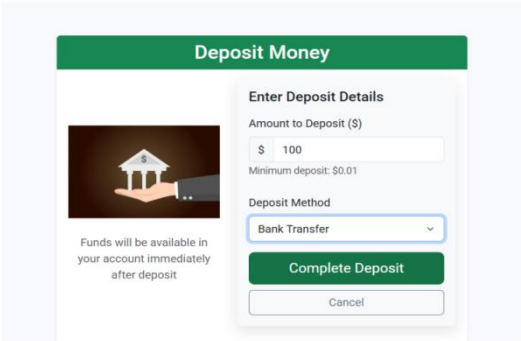 Deposit Money
Enter Deposit Details
Amount to Deposit ($)
$ 100
Minimum deposit: $0.01
Deposit Method
Bank Transfer
Complete Deposit
Cancel
$
Funds will be available in
your account immediately
after deposit